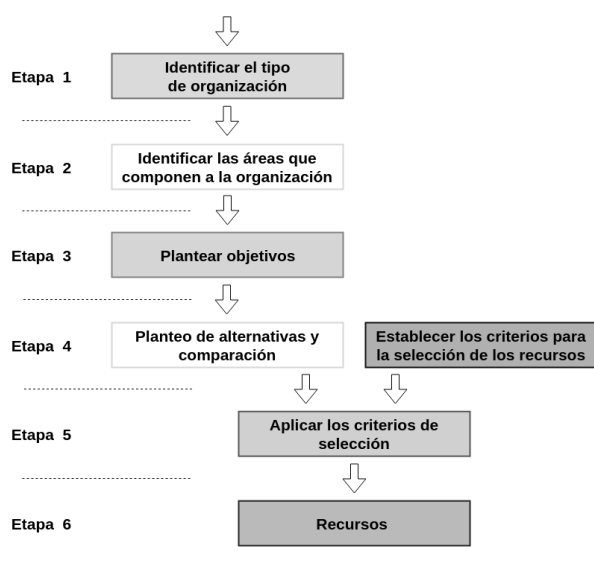 Etapa 1
Identificar el tipo
de organización
Etapa 2
Identificar las áreas que
componen a la organización
Etapa 3
Plantear objetivos
Etapa 4
Planteo de alternativas y
comparación
Establecer los criterios para
la selección de los recursos
Etapa 5
Aplicar los criterios de
selección
Etapa 6
Recursos